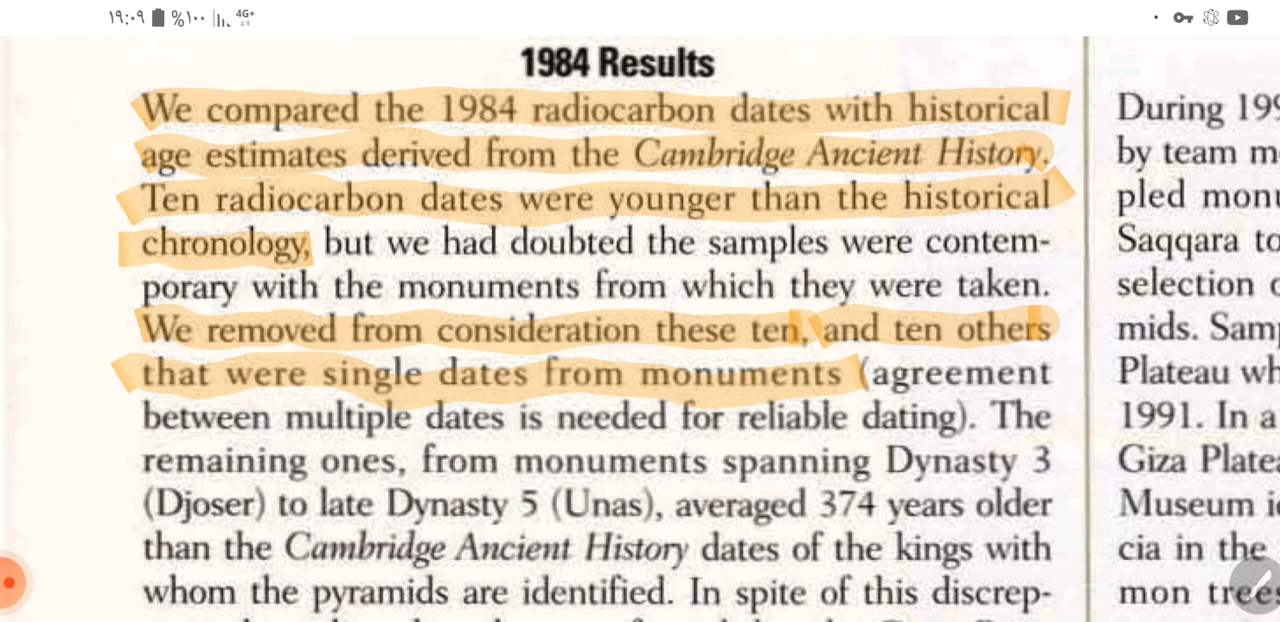 ١٩:٠٩ %١٠٠ 4G+
1984 Results
We compared the 1984 radiocarbon dates with historical
age estimates derived from the Cambridge Ancient History.
Ten radiocarbon dates were younger than the historical
chronology, but we had doubted the samples were contem-
porary with the monuments from which they were taken.
We removed from consideration these ten, and ten others
that were single dates from monuments (agreement
between multiple dates is needed for reliable dating). The
remaining ones, from monuments spanning Dynasty 3
(Djoser) to late Dynasty 5 (Unas), averaged 374 years older
than the Cambridge Ancient History dates of the kings with
whom the pyramids are identified. In spite of this discrep-
During 199
by team m
pled monu
Saqqara to
selection o
mids. Sam
Plateau wh
1991. In a
Giza Platea
Museum i
cia in the
mon trees